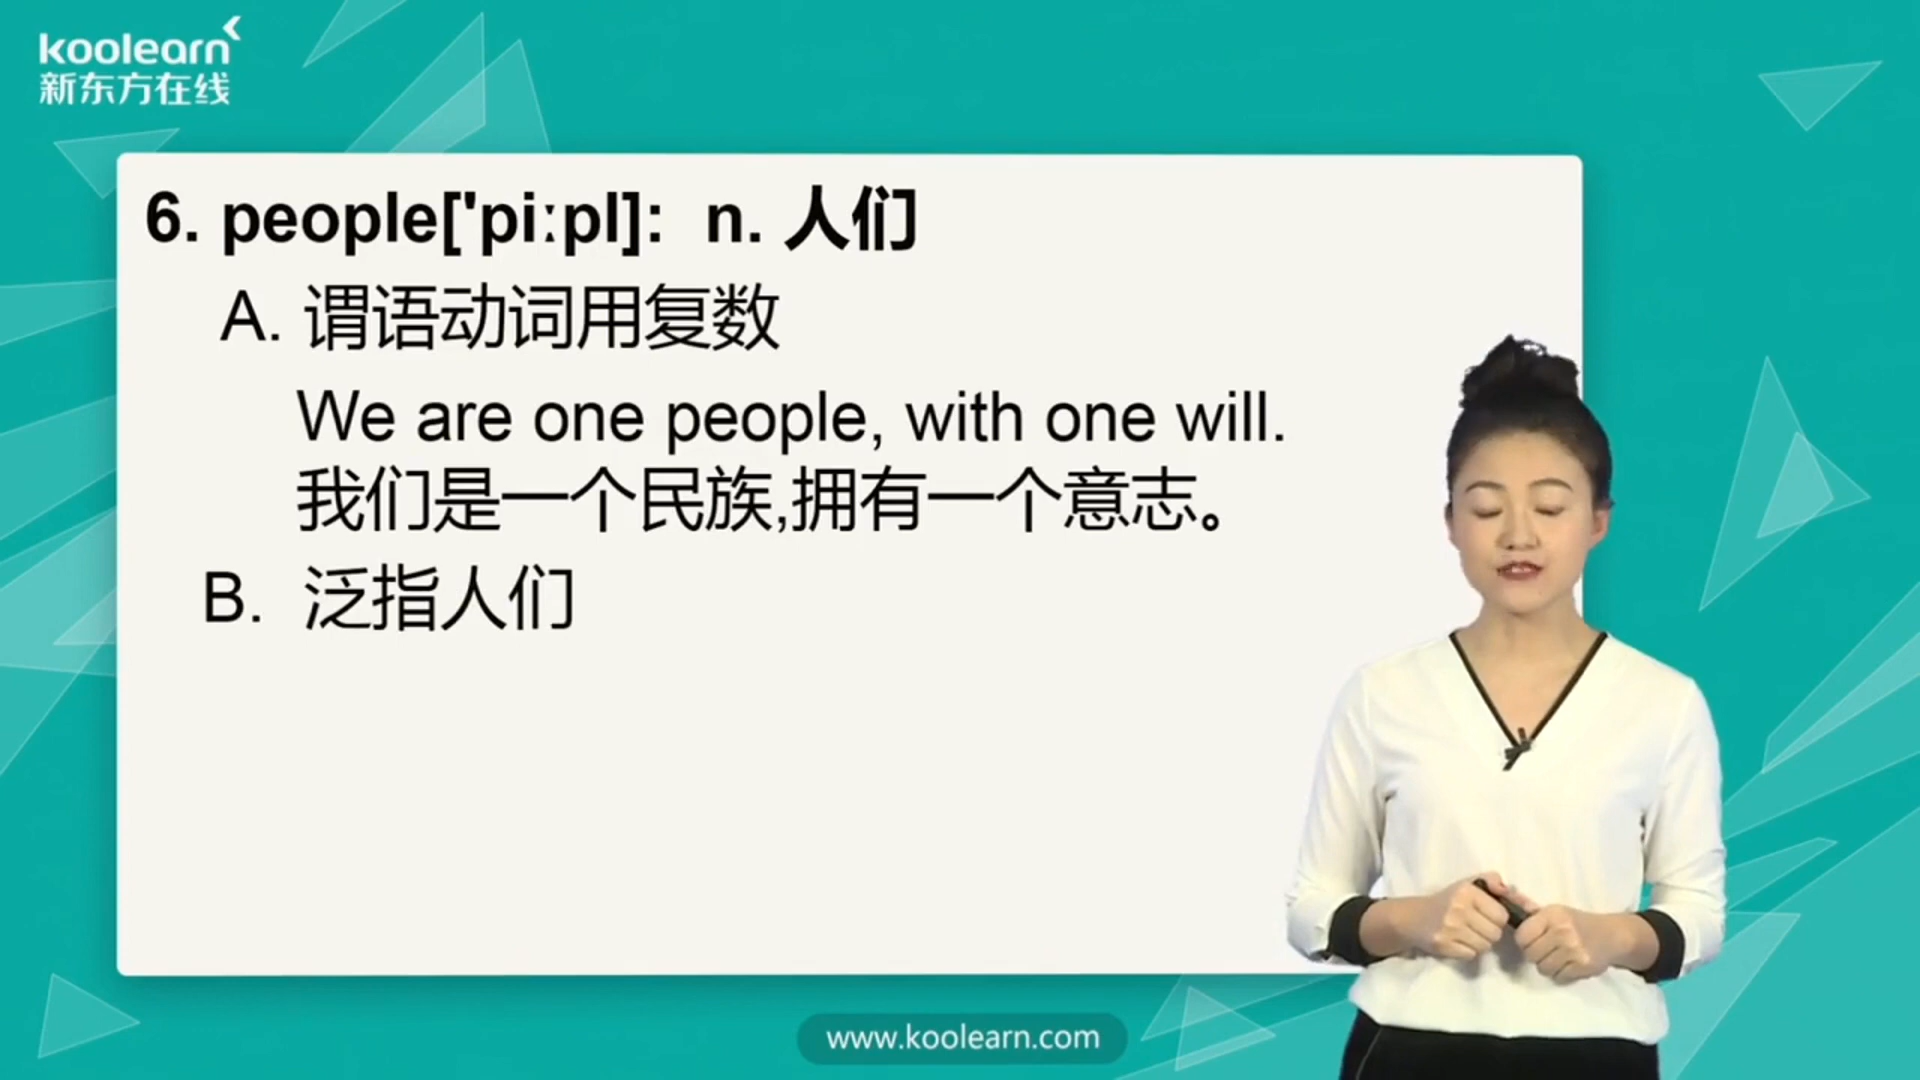 koolearn
新东方在线
6. people['piːpl]: n. 人们
A. 谓语动词用复数
We are one people, with one will.
我们是一个民族,拥有一个意志。
B. 泛指人们
www.koolearn.com